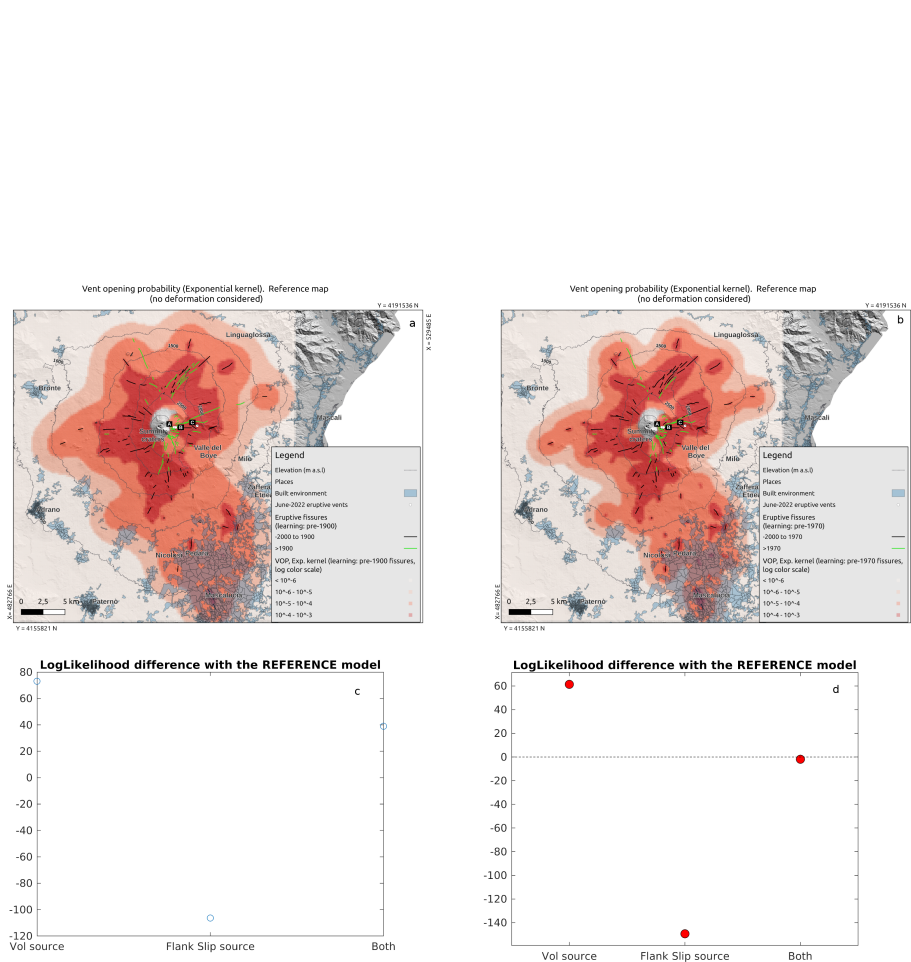 Vent opening probability (Exponential kernel). Reference map
(no deformation considered)
Y = 4191536 N
X = 529485 E
a
Linguaglossa
Bronte
Mascali
A
B
C
Valle del
Bove
Milo
Zafferana
Nicolosi
Pedara
Paternò
Legend
Elevation (m a.s.l)
Places
Built environment
June-2022 eruptive vents
Eruptive fissures
(learning: pre-1900)
-2000 to 1900
>1900
VOP, Exp. kernel (learning: pre-1900 fissures,
log color scale)
< 10^-6
10^-6 - 10^-5
10^-5 - 10^-4
10^-4 - 10^-3
0 2,5 5 km
X= 482766 E
Y = 4155821 N
Vent opening probability (Exponential kernel). Reference map
(no deformation considered)
Y = 4191536 N
b
Linguaglossa
Bronte
Mascali
A
B
C
Valle del
Bove
Milo
Nicolosi
Pedara
Paternò
Legend
Elevation (m a.s.l)
Places
Built environment
June-2022 eruptive vents
Eruptive fissures
(learning: pre-1970)
-2000 to 1970
>1970
VOP, Exp. kernel (learning: pre-1970 fissures,
log color scale)
< 10^-6
10^-6 - 10^-5
10^-5 - 10^-4
10^-4 - 10^-3
0 2,5 5 km
X= 482766 E
Y = 4155821 N
LogLikelihood difference with the REFERENCE model
c
80
60
40
20
0
-20
-40
-60
-80
-100
-120
Vol source Flank Slip source Both
LogLikelihood difference with the REFERENCE model
d
60
40
20
0
-20
-40
-60
-80
-100
-120
-140
Vol source Flank Slip source Both